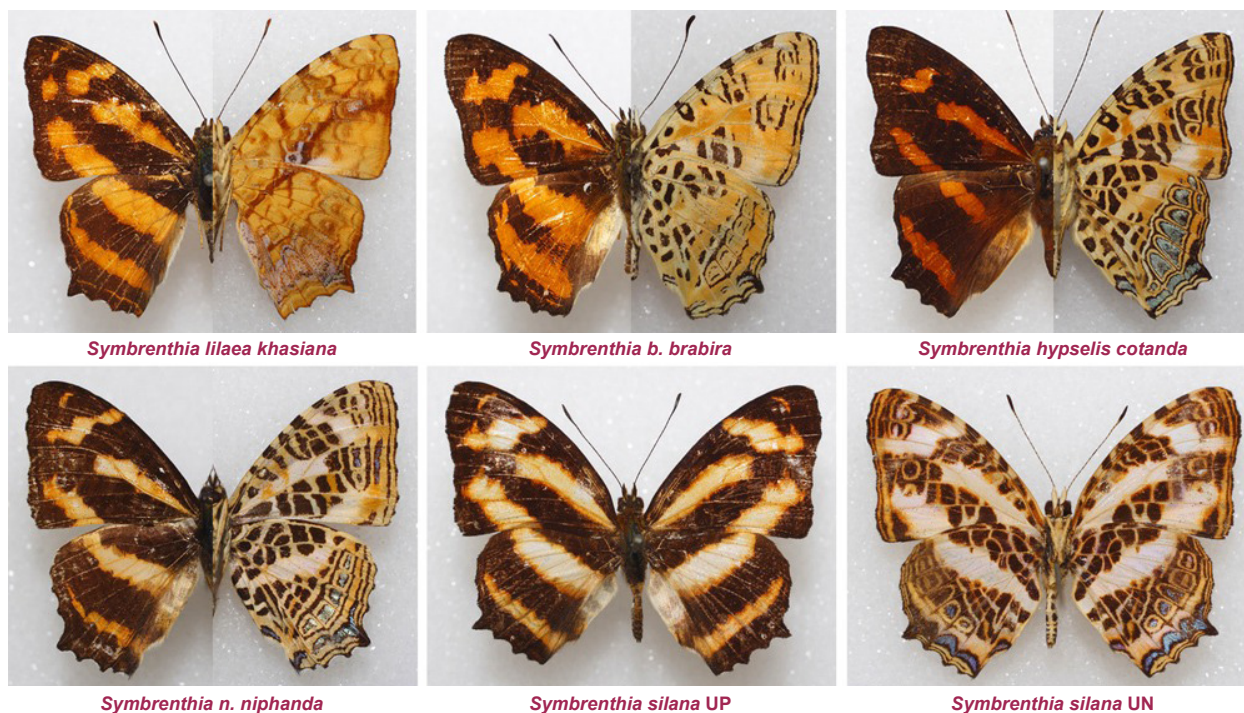 Symbrenthia lilaea khasiana
Symbrenthia b. brabira
Symbrenthia hypselis cotanda
Symbrenthia n. niphanda
Symbrenthia silana UP
Symbrenthia silana UN